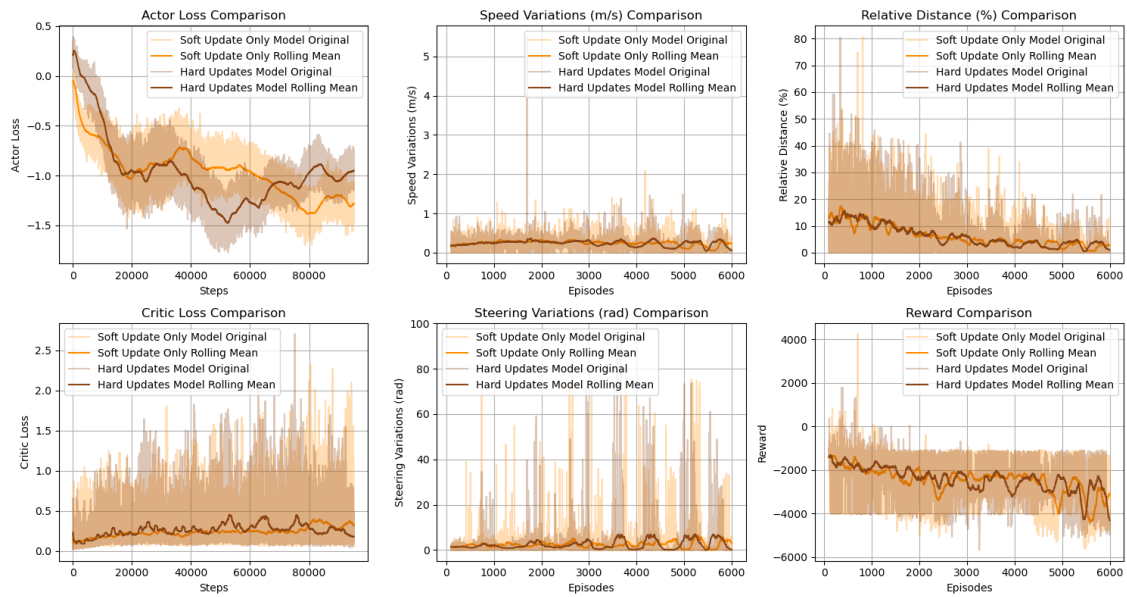 Actor Loss Comparison
Soft Update Only Model Original
Soft Update Only Rolling Mean
Hard Updates Model Original
Hard Updates Model Rolling Mean
Actor Loss
0.5
0.0
−0.5
−1.0
−1.5
0
20000
40000
60000
80000
Steps
Speed Variations (m/s) Comparison
Soft Update Only Model Original
Soft Update Only Rolling Mean
Hard Updates Model Original
Hard Updates Model Rolling Mean
Speed Variations (m/s)
5
4
3
2
1
0
0
1000
2000
3000
4000
5000
6000
Episodes
Relative Distance (%) Comparison
Soft Update Only Model Original
Soft Update Only Rolling Mean
Hard Updates Model Original
Hard Updates Model Rolling Mean
Relative Distance (%)
80
70
60
50
40
30
20
10
0
0
1000
2000
3000
4000
5000
6000
Episodes
Critic Loss Comparison
Soft Update Only Model Original
Soft Update Only Rolling Mean
Hard Updates Model Original
Hard Updates Model Rolling Mean
Critic Loss
2.5
2.0
1.5
1.0
0.5
0.0
0
20000
40000
60000
80000
Steps
Steering Variations (rad) Comparison
Soft Update Only Model Original
Soft Update Only Rolling Mean
Hard Updates Model Original
Hard Updates Model Rolling Mean
Steering Variations (rad)
100
80
60
40
20
0
0
1000
2000
3000
4000
5000
6000
Episodes
Reward Comparison
Soft Update Only Model Original
Soft Update Only Rolling Mean
Hard Updates Model Original
Hard Updates Model Rolling Mean
Reward
4000
2000
0
−2000
−4000
−6000
0
1000
2000
3000
4000
5000
6000
Episodes